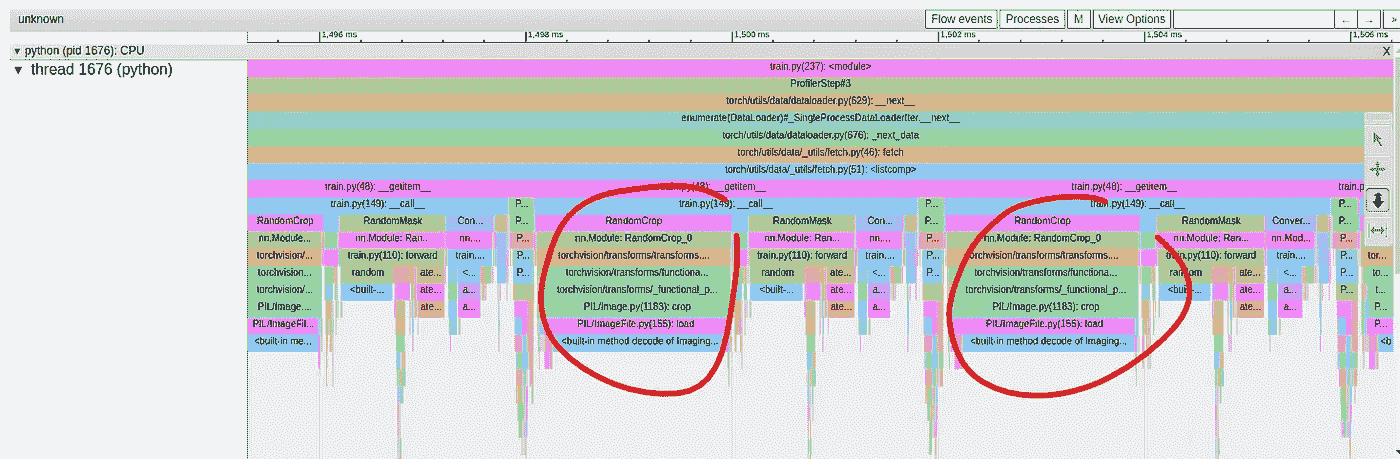 unknown Flow events Processes M View Options ← → »
1,496 ms 1,498 ms 1,500 ms 1,502 ms 1,504 ms 1,506 ms
▼ python (pid 1676): CPU X
▼ thread 1676 (python)
train.py(237): <module>
ProfilerStep#3
torch/utils/data/dataloader.py(629): __next__
enumerate(DataLoader)#_SingleProcessDataLoaderIter.__next__
torch/utils/data/dataloader.py(676): _next_data
torch/utils/data/_utils/fetch.py(46): fetch
torch/utils/data/_utils/fetch.py(51): <listcomp>
train.py(48): __getitem__ train.py(48): __getitem__ train.py(48): __getitem__ train.p
train.py(149): __call__ P... train.py(149): __call__ P... train.py(149): __call__ P...
RandomCrop RandomMask Con... P... RandomCrop RandomMask Con... P... RandomCrop RandomMask Conver... P...
nn.Module... nn.Module: Ran... nn.... P... nn.Module: RandomCrop_0 nn.Module: Ran... nn.... P... nn.Module: RandomCrop_0 nn.Module: Ran... nn.Mod... P...
torchvision/... train.py(110): forward train.... P... torchvision/transforms/transforms.... train.py(110): forward train.... P... torchvision/transforms/transforms.... train.py(110): forward train.... P... tor...
torchvision/... random ate... <... P... torchvision/transforms/functiona... random ate... <... P... torchvision/transforms/functiona... random ate... <... P... to...
torchvision/... <built-... ate... a... P... torchvision/transforms/_functional_p... <built-... ate... a... P... torchvision/transforms/_functional_p... <built-... ate... a... P... t...
PIL/Image.... ate... a... PIL/Image.py(1183): crop ate... a... PIL/Image.py(1183): crop ate... a... P... P...
PIL/ImageFil... PIL/ImageFile.py(155): load PIL/ImageFile.py(155): load P... P...
<built-in me... <built-in method decode of Imaging... <built-in method decode of Imaging... <b